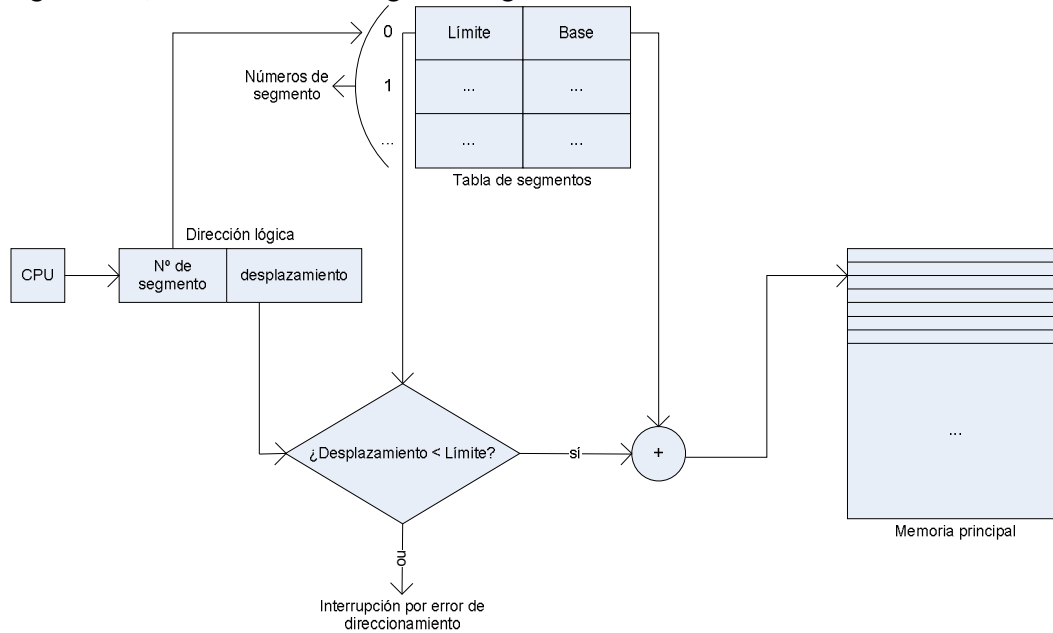 0
Límite
Base
Números de
segmento
1
...
...
...
...
...
Tabla de segmentos
Dirección lógica
CPU
Nº de
segmento
desplazamiento
¿Desplazamiento < Límite?
sí
+
...
Memoria principal
no
Interrupción por error de
direccionamiento